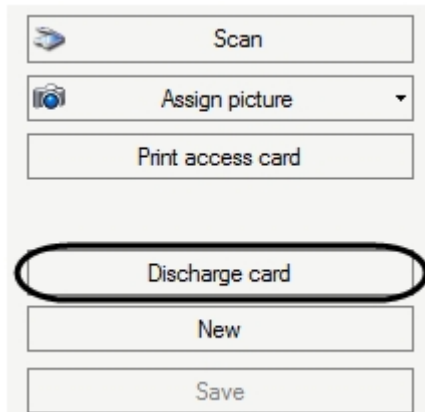 Scan
Assign picture
Print access card
Discharge card
New
Save